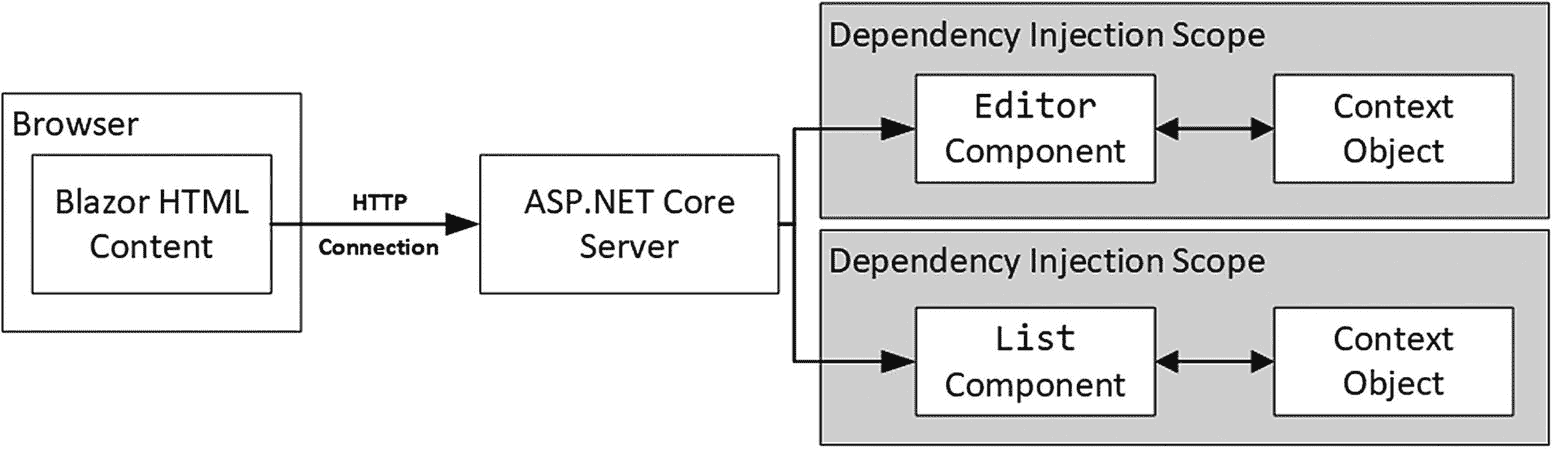 Browser
Blazor HTML
Content
HTTP
Connection
ASP.NET Core
Server
Dependency Injection Scope
Editor
Component
Context
Object
Dependency Injection Scope
List
Component
Context
Object